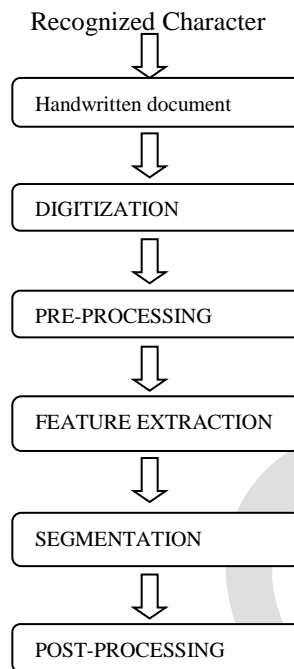 Recognized Character
Handwritten document
DIGITIZATION
PRE-PROCESSING
FEATURE EXTRACTION
SEGMENTATION
POST-PROCESSING